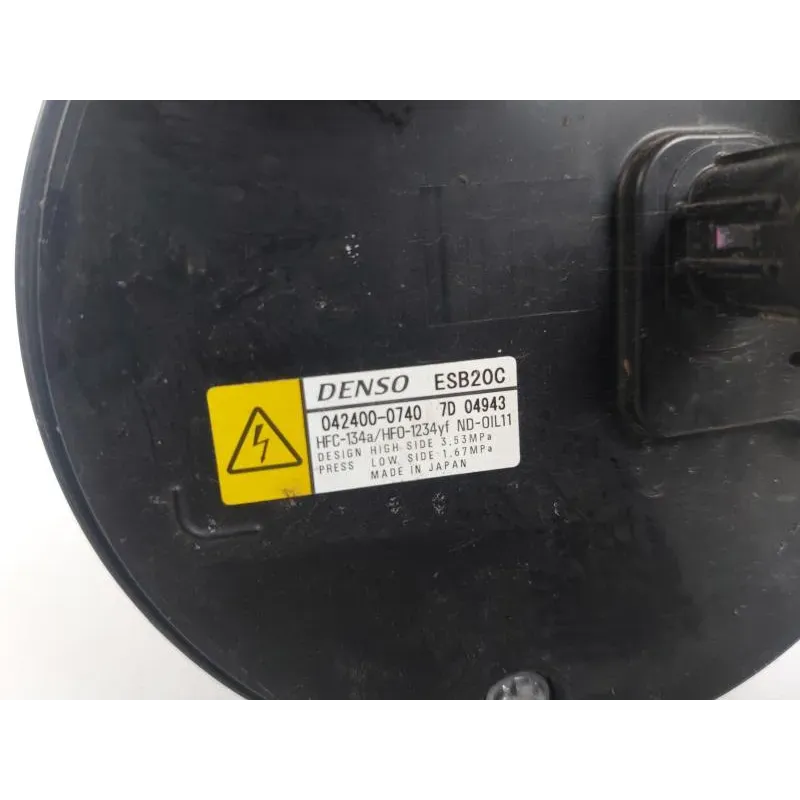 DENSO ESB20C
042400-0740 7D 04943
HFC-134a/HFO-1234yf ND-OIL11
DESIGN HIGH SIDE 3.53MPa
PRESS LOW SIDE 1.67MPa
MADE IN JAPAN